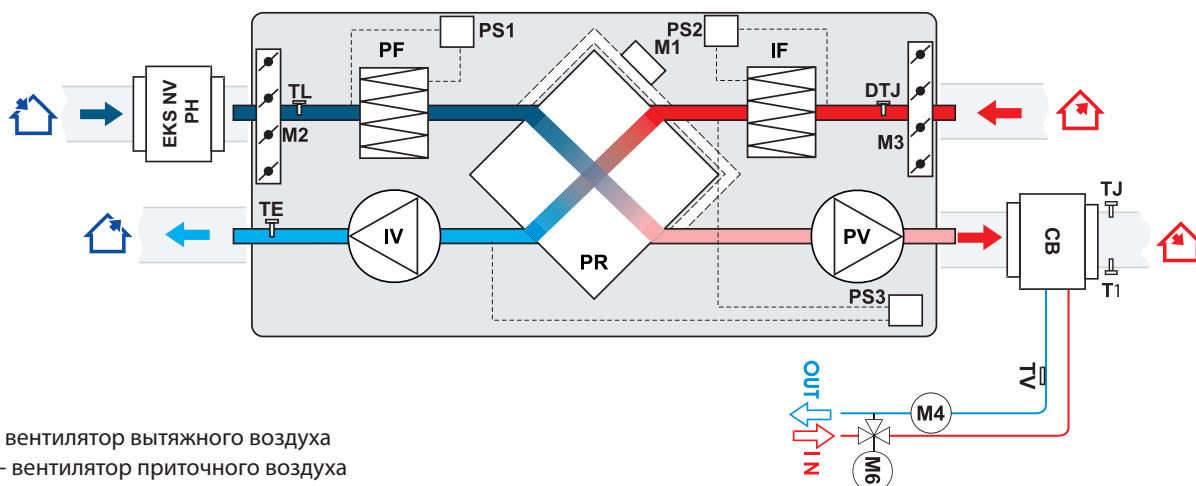 PS1
PS2
M1
PF
IF
EKS NV
PH
TL
M2
DTJ
M3
TE
IV
PR
PV
PS3
CB
TJ
T1
TV
OUT
IN
M4
M6
вентилятор вытяжного воздуха
– вентилятор приточного воздуха